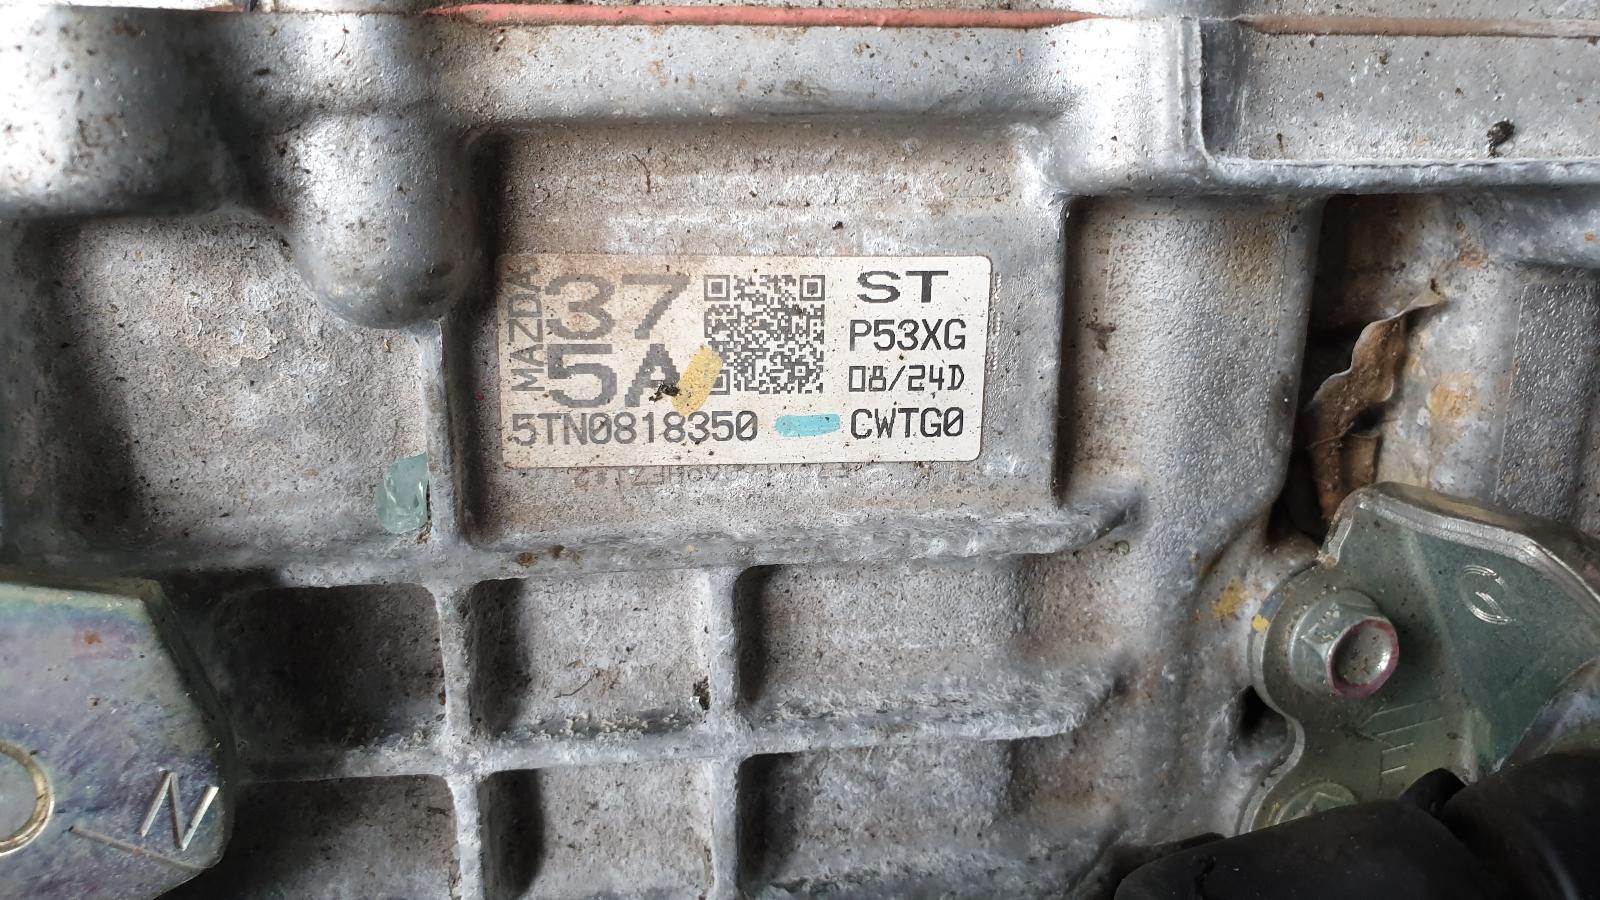 MAZDA
37
5A
ST
P53XG
08/24D
5TN0818350
CWTG0
N